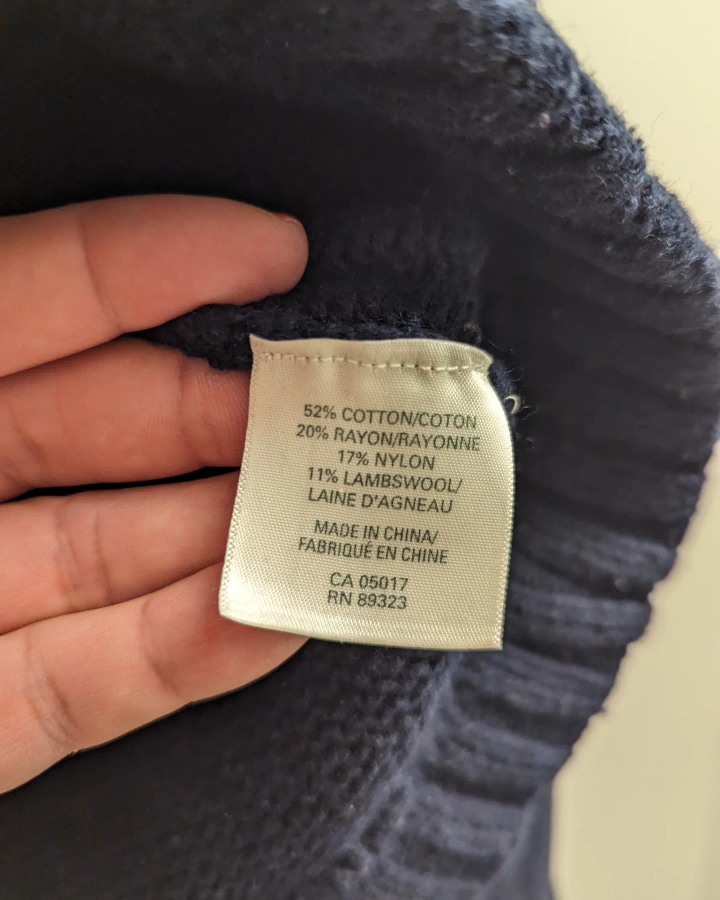 52% COTTON/COTON
20% RAYON/RAYONNE
17% NYLON
11% LAMBSWOOL/
LAINE D'AGNEAU
MADE IN CHINA/
FABRIQUÉ EN CHINE
CA 05017
RN 89323